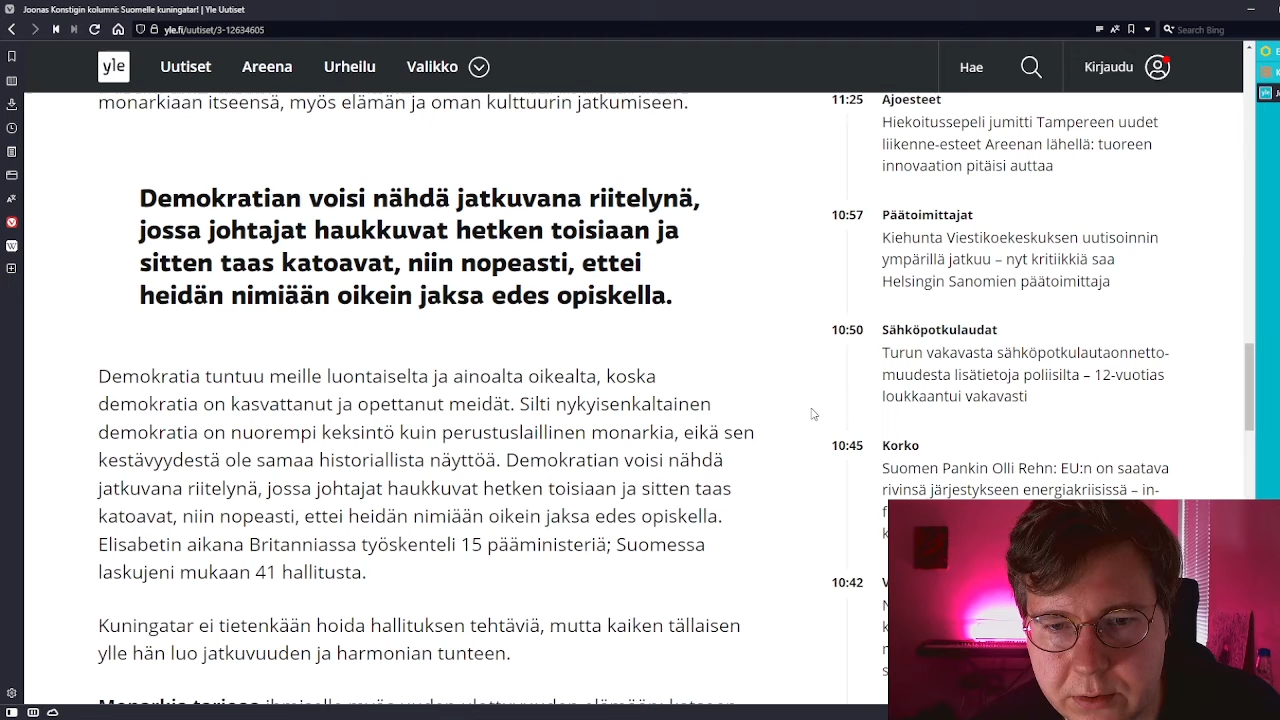 Joonas Konstigin kolumni: Suomelle kuningatar! | Yle Uutiset
yle.fi/uutiset/3-12634605
Search Bing
yle
Uutiset
Areena
Urheilu
Valikko
Hae
Kirjaudu
monarkiaan itseensä, myös elämän ja oman kulttuurin jatkumiseen.
Demokratian voisi nähdä jatkuvana riitelynä,
jossa johtajat haukkuvat hetken toisiaan ja
sitten taas katoavat, niin nopeasti, ettei
heidän nimiään oikein jaksa edes opiskella.
Demokratia tuntuu meille luontaiselta ja ainoalta oikealta, koska
demokratia on kasvattanut ja opettanut meidät. Silti nykyisenkaltainen
demokratia on nuorempi keksintö kuin perustuslaillinen monarkia, eikä sen
kestävyydestä ole samaa historiallista näyttöä. Demokratian voisi nähdä
jatkuvana riitelynä, jossa johtajat haukkuvat hetken toisiaan ja sitten taas
katoavat, niin nopeasti, ettei heidän nimiään oikein jaksa edes opiskella.
Elisabetin aikana Britanniassa työskenteli 15 pääministeriä; Suomessa
laskujeni mukaan 41 hallitusta.
Kuningatar ei tietenkään hoida hallituksen tehtäviä, mutta kaiken tällaisen
ylle hän luo jatkuvuuden ja harmonian tunteen.
11:25 Ajoesteet
Hiekoitussepeli jumitti Tampereen uudet
liikenne-esteet Areenan lähellä: tuoreen
innovaation pitäisi auttaa
10:57 Päätoimittajat
Kiehunta Viestikoekeskuksen uutisoinnin
ympärillä jatkuu – nyt kritiikkiä saa
Helsingin Sanomien päätoimittaja
10:50 Sähköpotkulaudat
Turun vakavasta sähköpotkulautaonnetto-
muudesta lisätietoja poliisilta – 12-vuotias
loukkaantui vakavasti
10:45 Korko
Suomen Pankin Olli Rehn: EU:n on saatava
rivinsä järjestykseen energiakriisissä – in-
10:42